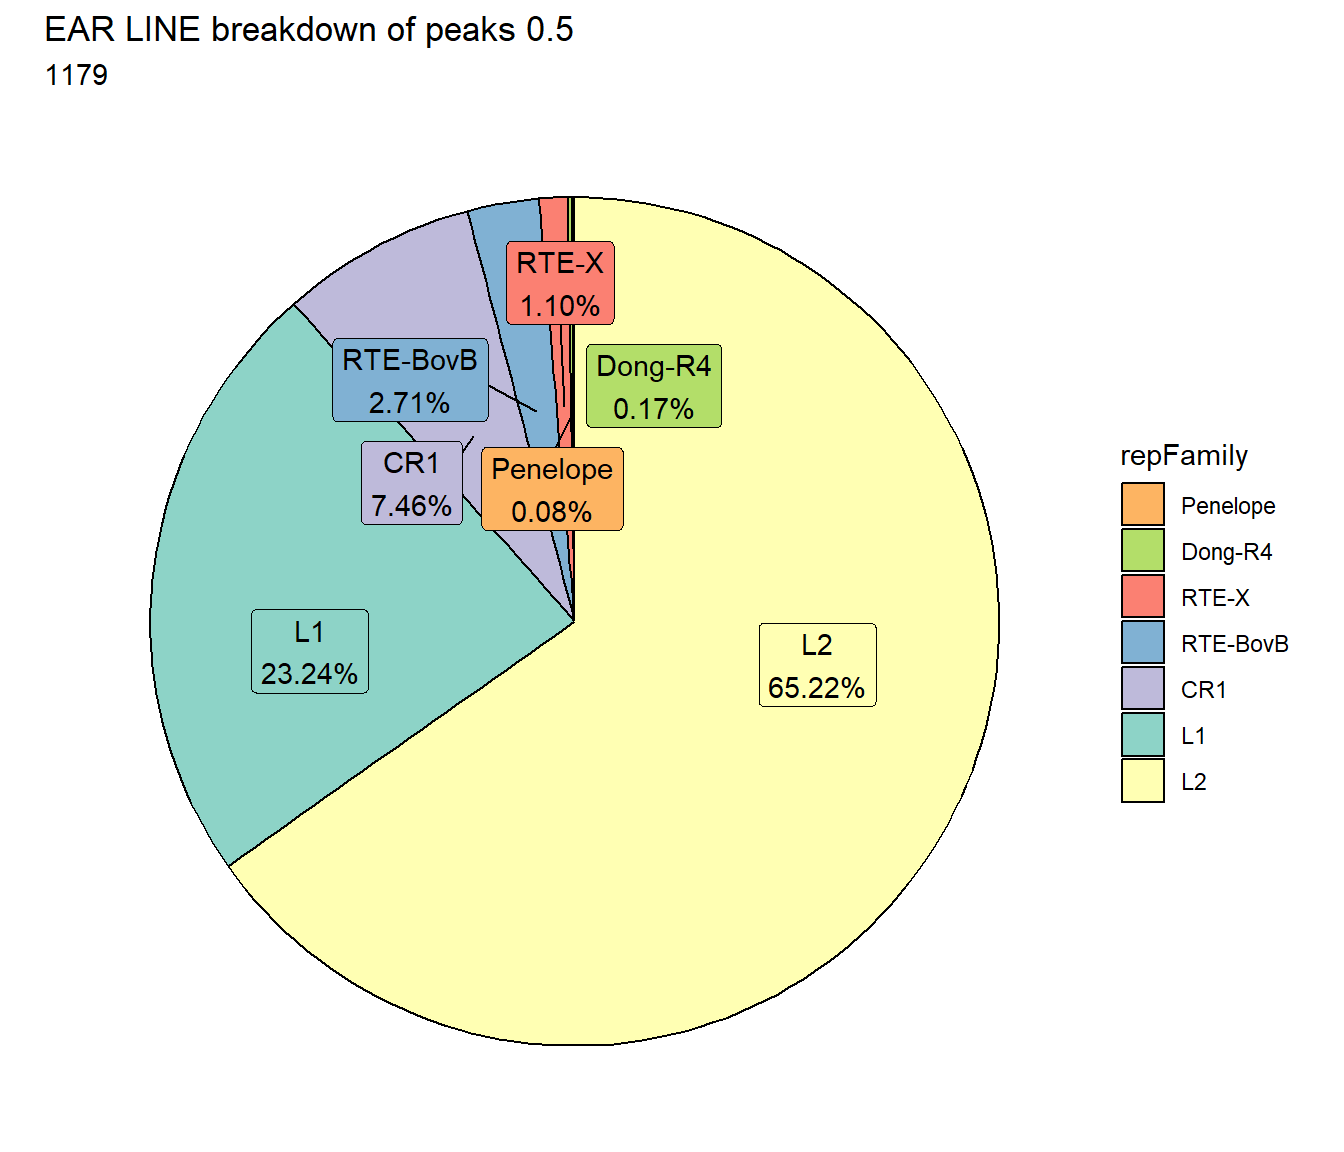 EAR LINE breakdown of peaks 0.5
1179
RTE-X
1.10%
RTE-BovB
2.71%
Dong-R4
0.17%
CR1
7.46%
Penelope
0.08%
L1
23.24%
L2
65.22%
repFamily
Penelope
Dong-R4
RTE-X
RTE-BovB
CR1
L1
L2